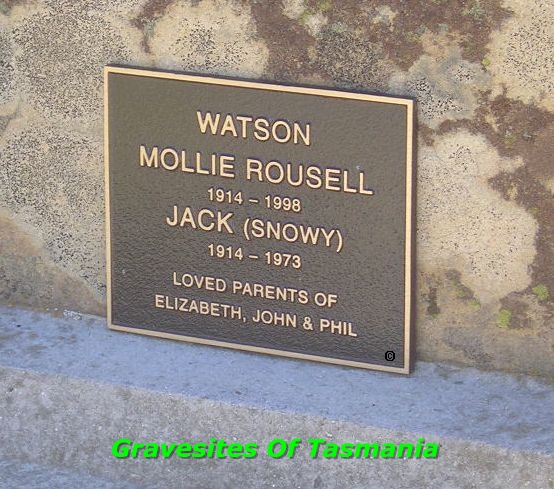 WATSON
MOLLIE ROUSELL
1914 – 1998
JACK (SNOWY)
1914 – 1973
LOVED PARENTS OF
ELIZABETH, JOHN & PHIL
©
Gravesites Of Tasmania